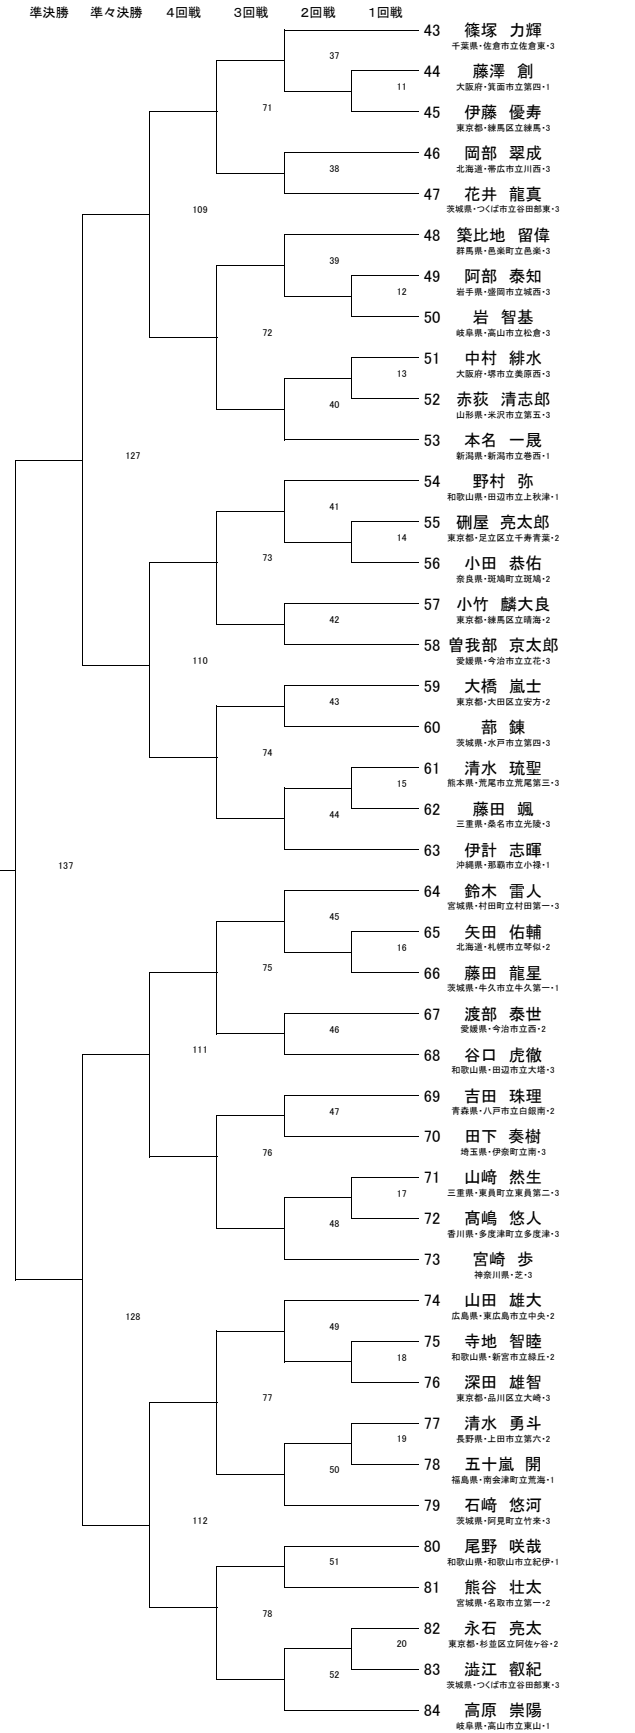 準決勝 準々決勝 ４回戦 ３回戦 ２回戦 １回戦
43 篠塚 力輝
千葉県・佐倉市立佐倉東・3
37
44 藤澤 創
大阪府・箕面市立第四・1
11
71
45 伊藤 優寿
東京都・練馬区立練馬・3
46 岡部 翠成
北海道・帯広市立川西・3
38
47 花井 龍真
茨城県・つくば市立谷田部東・3
109
48 築比地 留偉
群馬県・邑楽町立邑楽・3
39
49 阿部 泰知
岩手県・盛岡市立城西・3
12
50 岩 智基
岐阜県・高山市立松倉・3
72
51 中村 緋水
大阪府・堺市立美原西・3
13
52 赤荻 清志郎
山形県・米沢市立第五・3
40
53 本名 一晟
新潟県・新潟市立巻西・1
127
54 野村 弥
和歌山県・田辺市立上秋津・1
41
55 硎屋 亮太郎
東京都・足立区立千寿青葉・2
14
73
56 小田 恭佑
奈良県・斑鳩町立斑鳩・2
57 小竹 麟大良
東京都・練馬区立晴海・2
42
58 曽我部 京太郎
愛媛県・今治市立立花・3
110
59 大橋 嵐士
東京都・大田区立安方・2
43
60 蔀 錬
茨城県・水戸市立第四・3
74
61 清水 琉聖
熊本県・荒尾市立荒尾第三・3
15
62 藤田 颯
三重県・桑名市立光陵・3
44
63 伊計 志暉
沖縄県・那覇市立小禄・1
137
64 鈴木 雷人
宮城県・村田町立村田第一・3
45
65 矢田 佑輔
北海道・札幌市立琴似・2
16
75
66 藤田 龍星
茨城県・牛久市立牛久第一・1
67 渡部 泰世
愛媛県・今治市立西・2
46
68 谷口 虎徹
和歌山県・田辺市立大塔・3
111
69 吉田 珠理
青森県・八戸市立白銀南・2
47
70 田下 奏樹
埼玉県・伊奈町立南・3
76
71 山﨑 然生
三重県・東員町立東員第二・3
17
72 髙嶋 悠人
香川県・多度津町立多度津・3
48
73 宮崎 歩
神奈川県・芝・3
74 山田 雄大
広島県・東広島市立中央・2
128
49
75 寺地 智睦
和歌山県・新宮市立緑丘・2
18
76 深田 雄智
東京都・品川区立大崎・3
77
77 清水 勇斗
長野県・上田市立第六・2
19
78 五十嵐 開
福島県・南会津町立荒海・1
50
79 石﨑 悠河
茨城県・阿見町立竹来・3
112
80 尾野 咲哉
和歌山県・和歌山市立紀伊・1
51
81 熊谷 壮太
宮城県・名取市立第一・2
78
82 永石 亮太
東京都・杉並区立阿佐ヶ谷・2
20
83 澁江 叡紀
茨城県・つくば市立谷田部東・3
52
84 高原 崇陽
岐阜県・高山市立東山・1